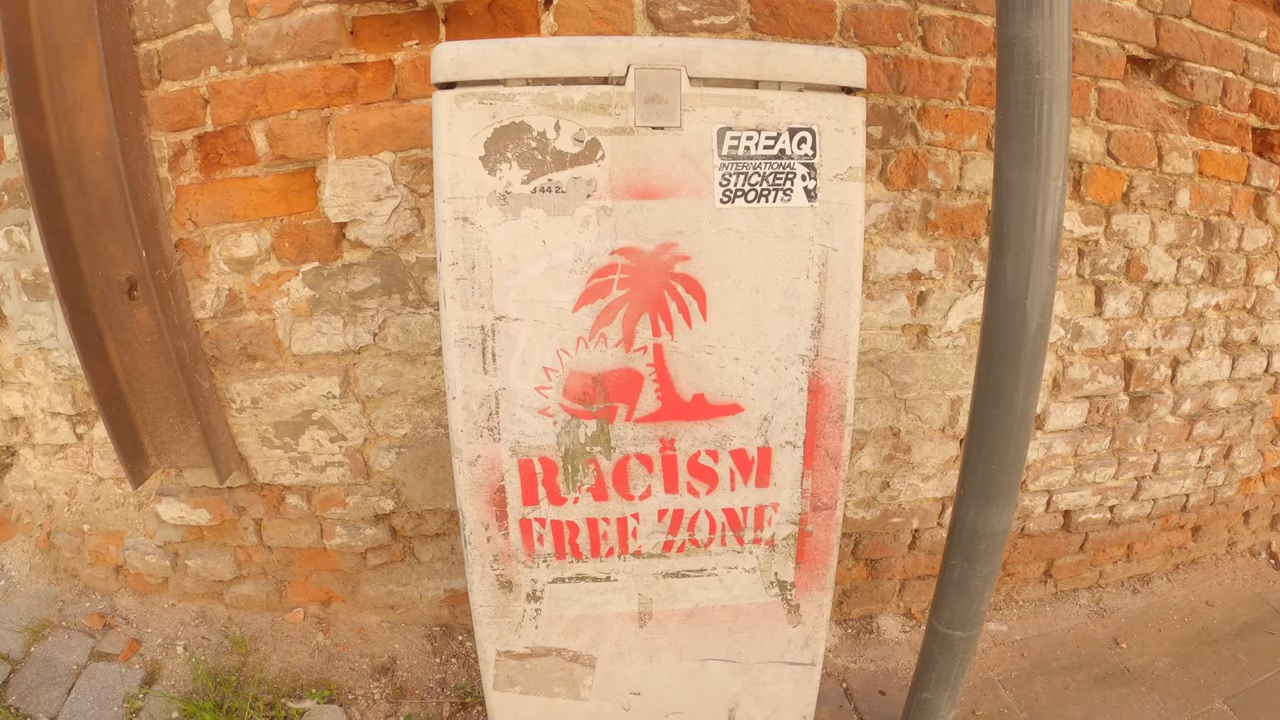 FREAQ
INTERNATIONAL
STICKER
SPORTS
RACISM
FREE ZONE